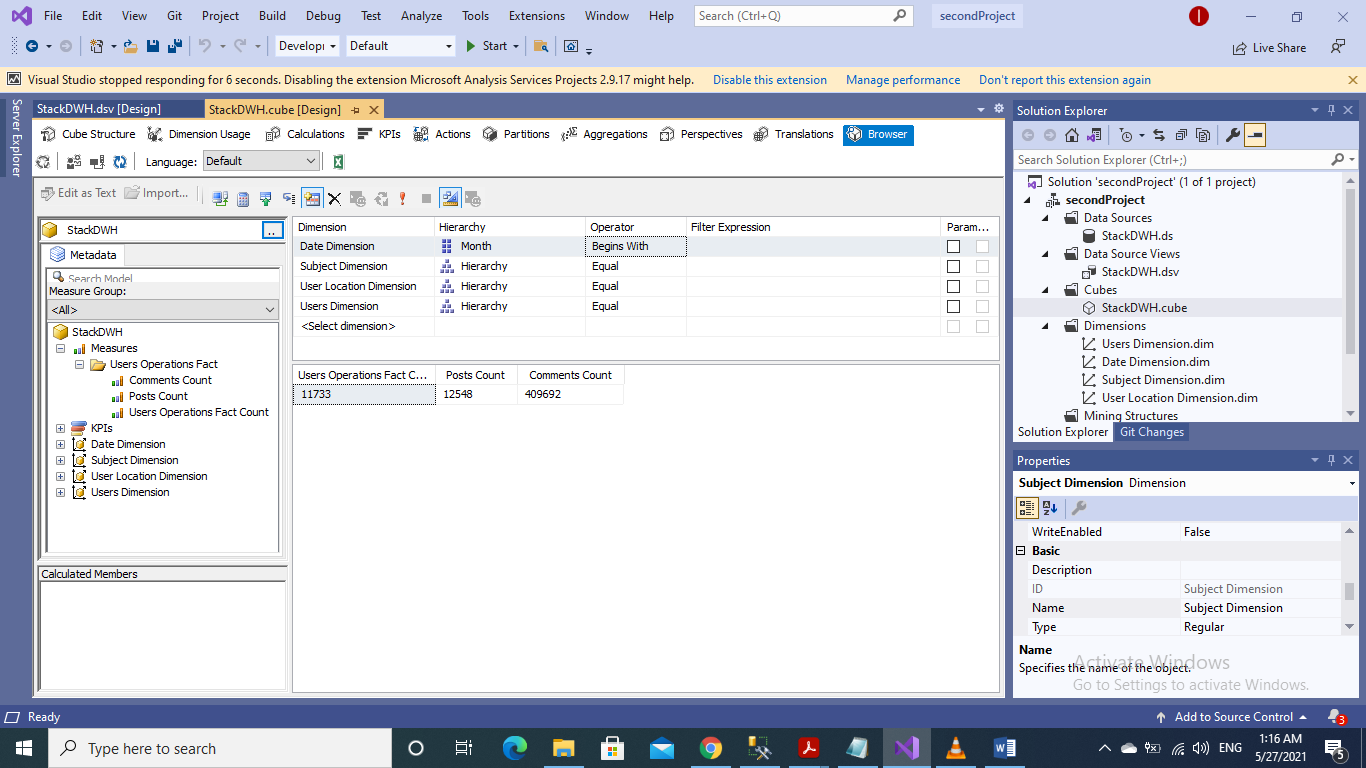 File Edit View Git Project Build Debug Test Analyze Tools Extensions Window Help Search (Ctrl+Q) secondProject
Developi Default Start Live Share
Visual Studio stopped responding for 6 seconds. Disabling the extension Microsoft Analysis Services Projects 2.9.17 might help. Disable this extension Manage performance Don't report this extension again
Server Explorer
StackDWH.dsv [Design] StackDWH.cube [Design]
Cube Structure Dimension Usage Calculations KPIs Actions Partitions Aggregations Perspectives Translations Browser
Language: Default
Edit as Text Import...
StackDWH ..
Metadata
Search Model
Measure Group:
<All>
StackDWH
Measures
Users Operations Fact
Comments Count
Posts Count
Users Operations Fact Count
KPIs
Date Dimension
Subject Dimension
User Location Dimension
Users Dimension
Calculated Members
Dimension Hierarchy Operator Filter Expression Param...
Date Dimension Month Begins With
Subject Dimension Hierarchy Equal
User Location Dimension Hierarchy Equal
Users Dimension Hierarchy Equal
<Select dimension>
Users Operations Fact C... Posts Count Comments Count
11733 12548 409692
Solution Explorer
Search Solution Explorer (Ctrl+;)
Solution 'secondProject' (1 of 1 project)
secondProject
Data Sources
StackDWH.ds
Data Source Views
StackDWH.dsv
Cubes
StackDWH.cube
Dimensions
Users Dimension.dim
Date Dimension.dim
Subject Dimension.dim
User Location Dimension.dim
Mining Structures
Solution Explorer Git Changes
Properties
Subject Dimension Dimension
WriteEnabled False
Basic
Description
ID Subject Dimension
Name Subject Dimension
Type Regular
Name
Specifies the name of the object.
Activate Windows
Go to Settings to activate Windows.
Ready Add to Source Control 3
Type here to search ENG 1:16 AM
5/27/2021 5